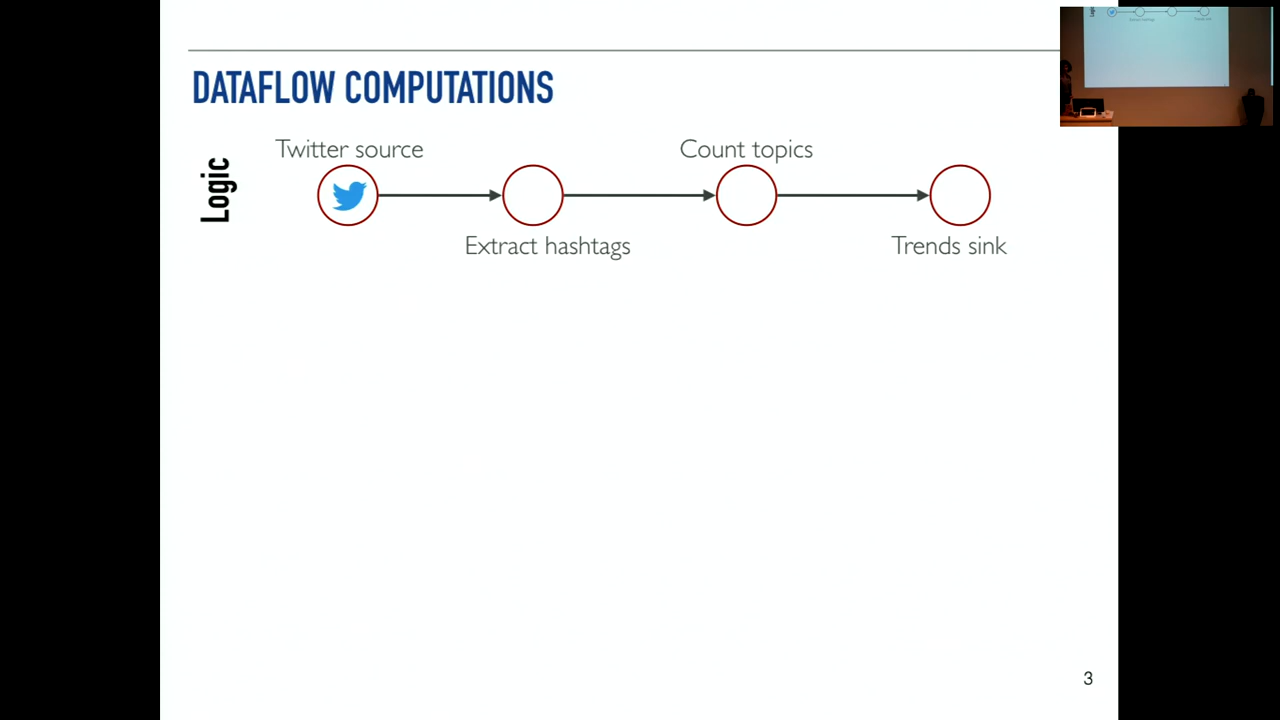 DATAFLOW COMPUTATIONS
Logic
Twitter source
Count topics
Extract hashtags
Trends sink
3